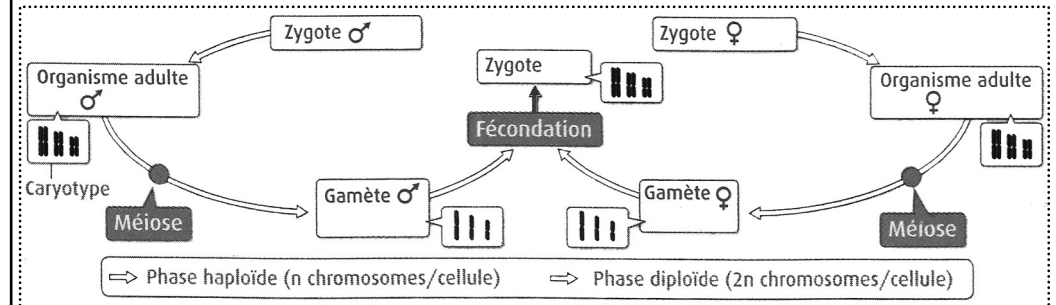 Zygote ♂
Zygote ♀
Zygote
Organisme adulte
♂
Organisme adulte
♀
Fécondation
Caryotype
Méiose
Gamète ♂
Gamète ♀
Méiose
⇨ Phase haploïde (n chromosomes/cellule) ⇨ Phase diploïde (2n chromosomes/cellule)